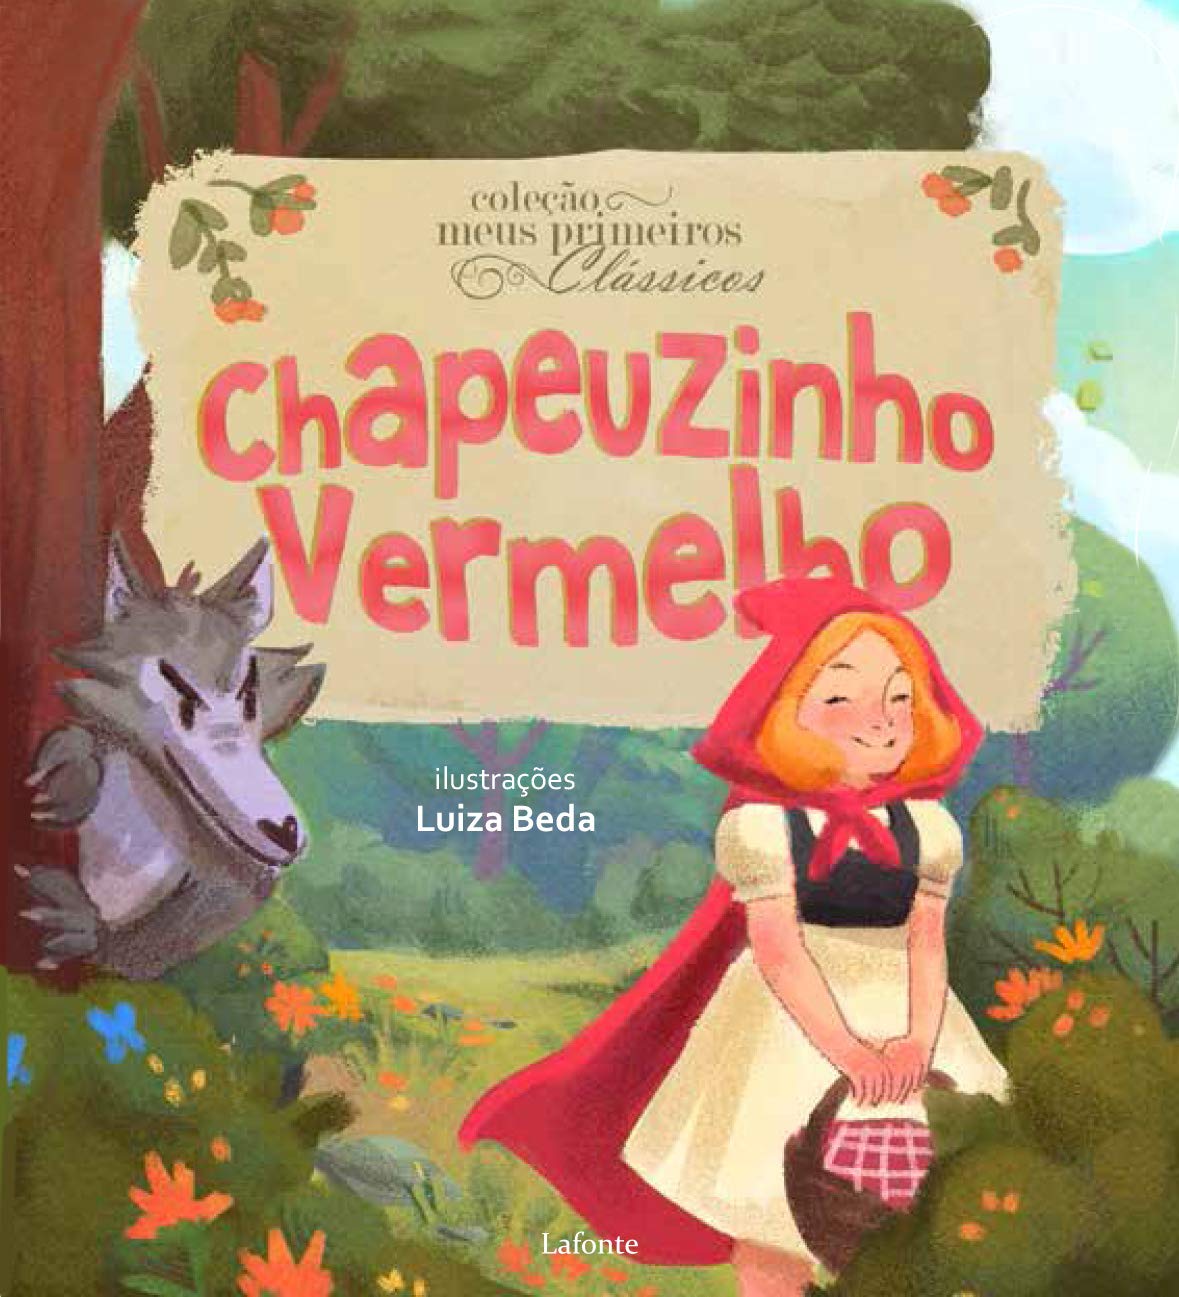 coleção
meus primeiros
Clássicos
Chapeuzinho
Vermelho
ilustrações
Luiza Beda
Lafonte